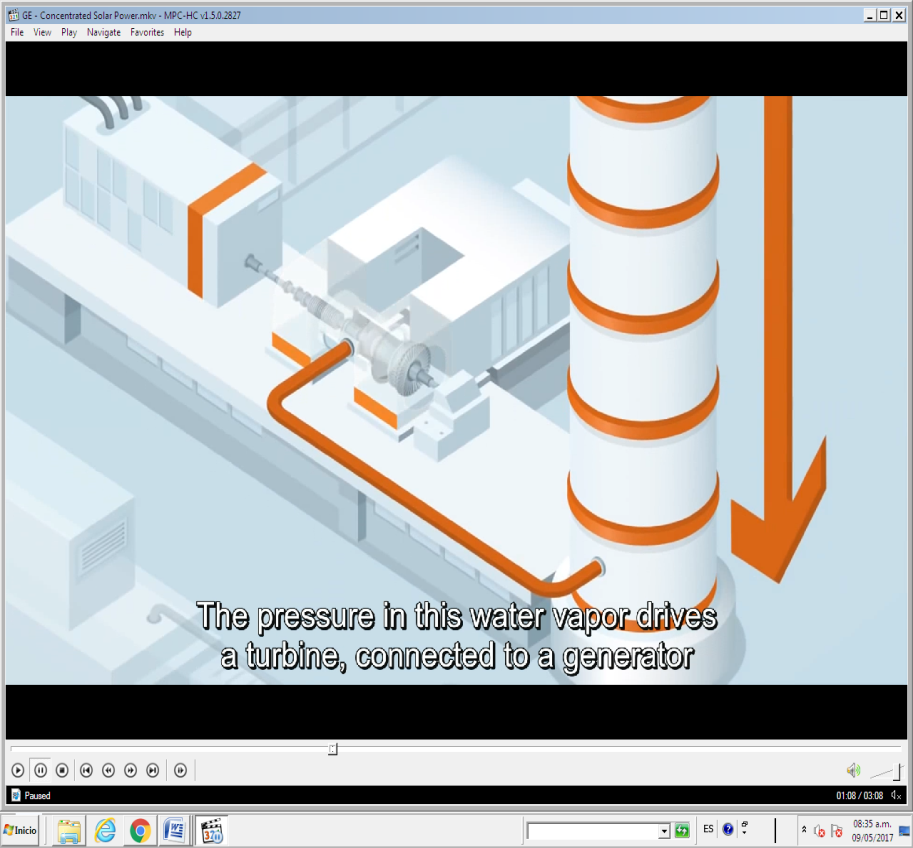 GE - Concentrated Solar Power.mkv - MPC-HC v1.5.0.2827
File View Play Navigate Favorites Help
The pressure in this water vapor drives
a turbine, connected to a generator
Paused
01:08 / 03:08
Inicio
ES
08:35 a.m.
09/05/2017